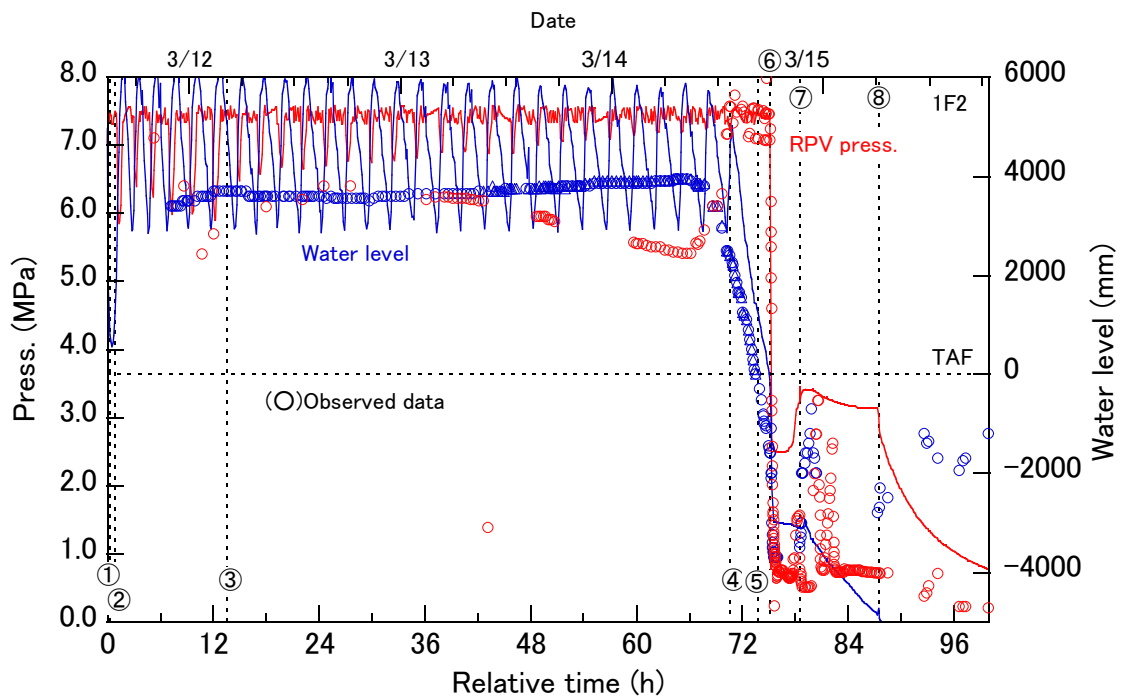 Date
3/12 3/13 3/14 ⑥ 3/15
8.0 6000
⑦ ⑧ 1F2
7.0 RPV press.
6.0 4000
Water level
5.0 2000
4.0 TAF
0
3.0 (○)Observed data
2.0 -2000
1.0
① ② ③ ④ ⑤ -4000
0.0
0 12 24 36 48 60 72 84 96
Relative time (h)
Press. (MPa)
Water level (mm)